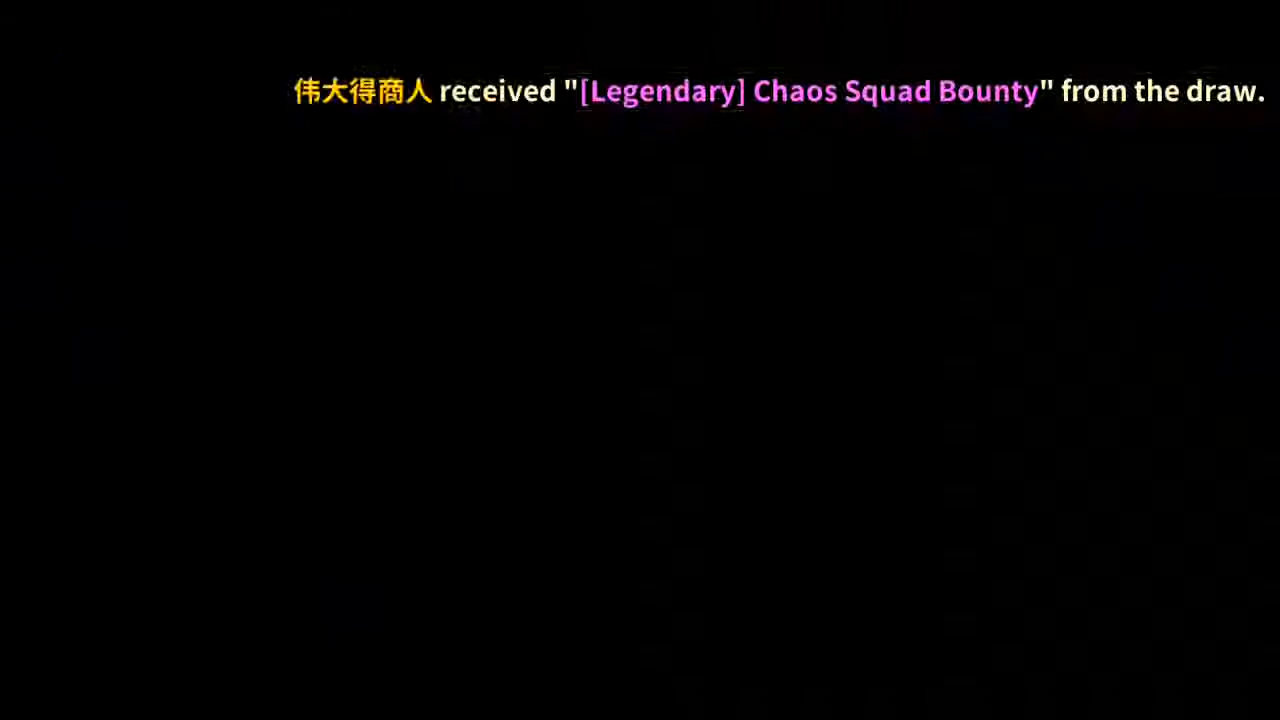 伟大得商人 received "[Legendary] Chaos Squad Bounty" from the draw.